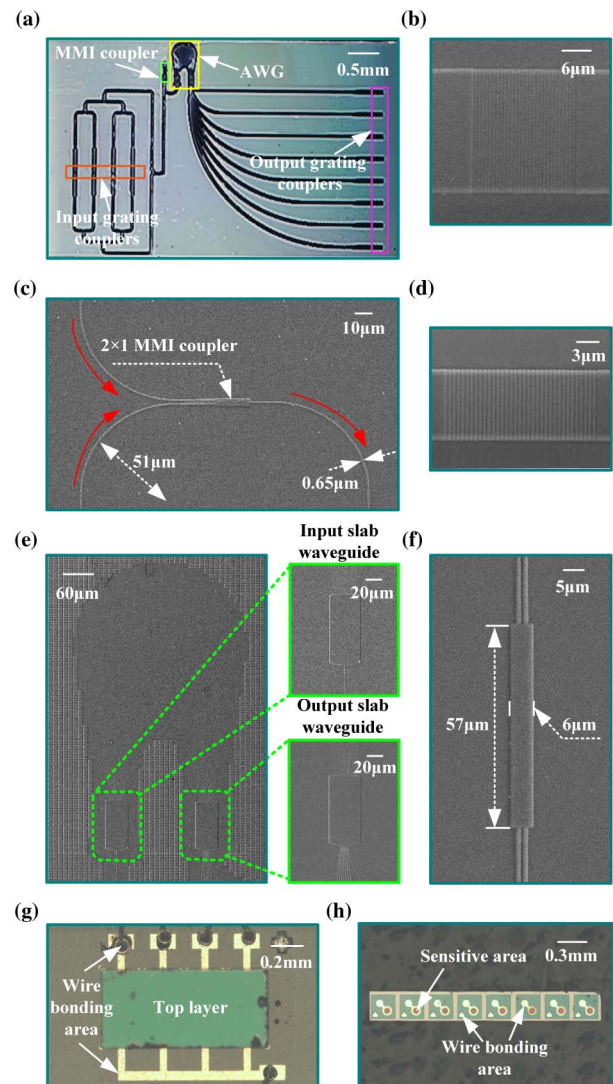 (a)
MMI coupler
AWG
0.5mm
Output grating
couplers
Input grating
couplers
(b)
6μm
(c)
10μm
2×1 MMI coupler
51μm
0.65μm
(d)
3μm
(e)
60μm
Input slab
waveguide
20μm
Output slab
waveguide
20μm
(f)
5μm
57μm
6μm
(g)
0.2mm
Wire
bonding
area
Top layer
(h)
0.3mm
Sensitive area
Wire bonding
area